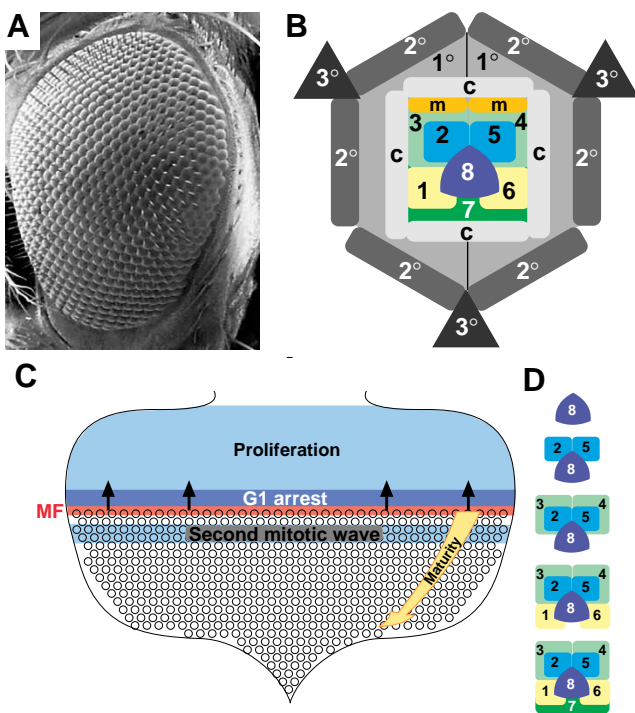 A
B
2° 2°
1° 1°
3° 3°
c
m m
3 4
2 5
2° c c 2°
8
1 6
7
c
2° 2°
3°
C
Proliferation
G1 arrest
MF
Second mitotic wave
Maturity
D
8
2 5
8
3 4
2 5
8
3 4
2 5
1 8 6
3 4
2 5
1 8 6
7